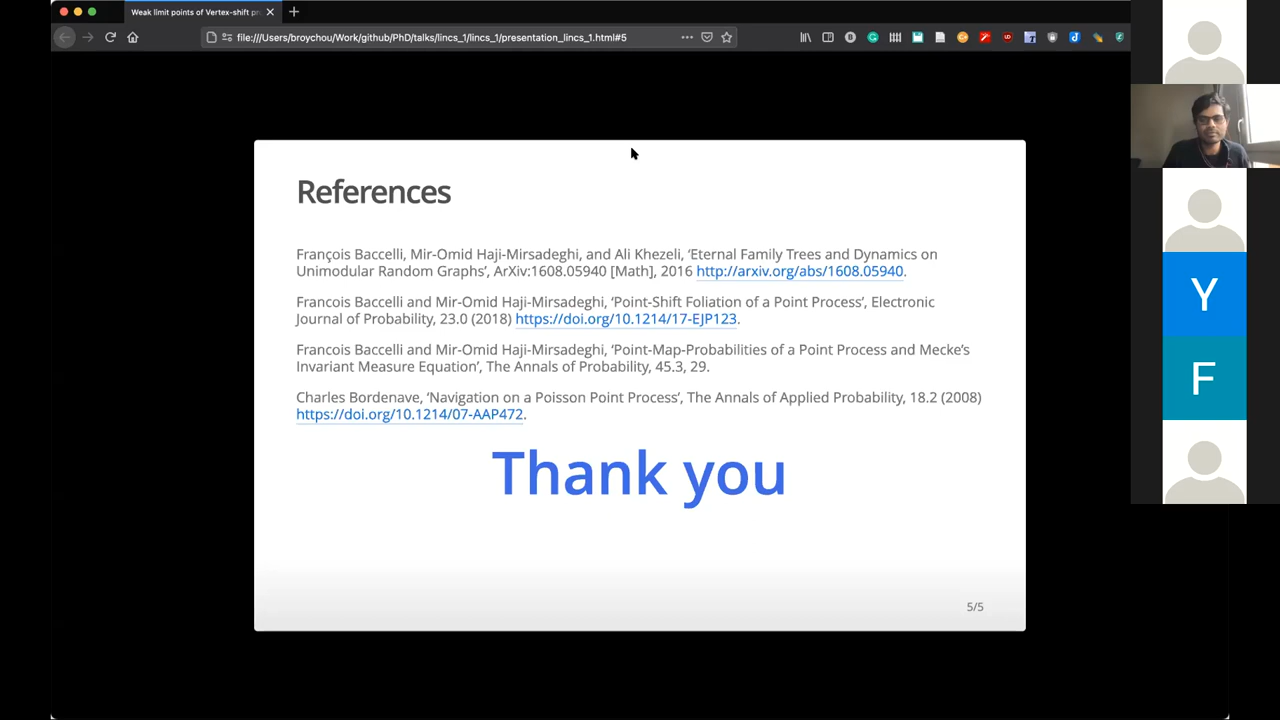 Weak limit points of Vertex-shift pr
file:///Users/broychou/Work/github/PhD/talks/lincs_1/lincs_1/presentation_lincs_1.html#5
References
François Baccelli, Mir-Omid Haji-Mirsadeghi, and Ali Khezeli, ‘Eternal Family Trees and Dynamics on
Unimodular Random Graphs’, ArXiv:1608.05940 [Math], 2016 http://arxiv.org/abs/1608.05940.
Francois Baccelli and Mir-Omid Haji-Mirsadeghi, ‘Point-Shift Foliation of a Point Process’, Electronic
Journal of Probability, 23.0 (2018) https://doi.org/10.1214/17-EJP123.
Francois Baccelli and Mir-Omid Haji-Mirsadeghi, ‘Point-Map-Probabilities of a Point Process and Mecke’s
Invariant Measure Equation’, The Annals of Probability, 45.3, 29.
Charles Bordenave, ‘Navigation on a Poisson Point Process’, The Annals of Applied Probability, 18.2 (2008)
https://doi.org/10.1214/07-AAP472.
Thank you
5/5
Y
F